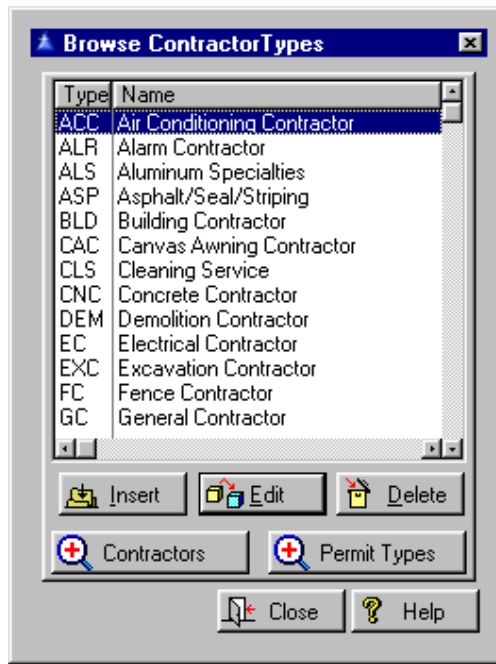 Browse ContractorTypes
Type Name
ACC Air Conditioning Contractor
ALR Alarm Contractor
ALS Aluminum Specialties
ASP Asphalt/Seal/Striping
BLD Building Contractor
CAC Canvas Awning Contractor
CLS Cleaning Service
CNC Concrete Contractor
DEM Demolition Contractor
EC Electrical Contractor
EXC Excavation Contractor
FC Fence Contractor
GC General Contractor
Insert Edit Delete
Contractors Permit Types
Close Help